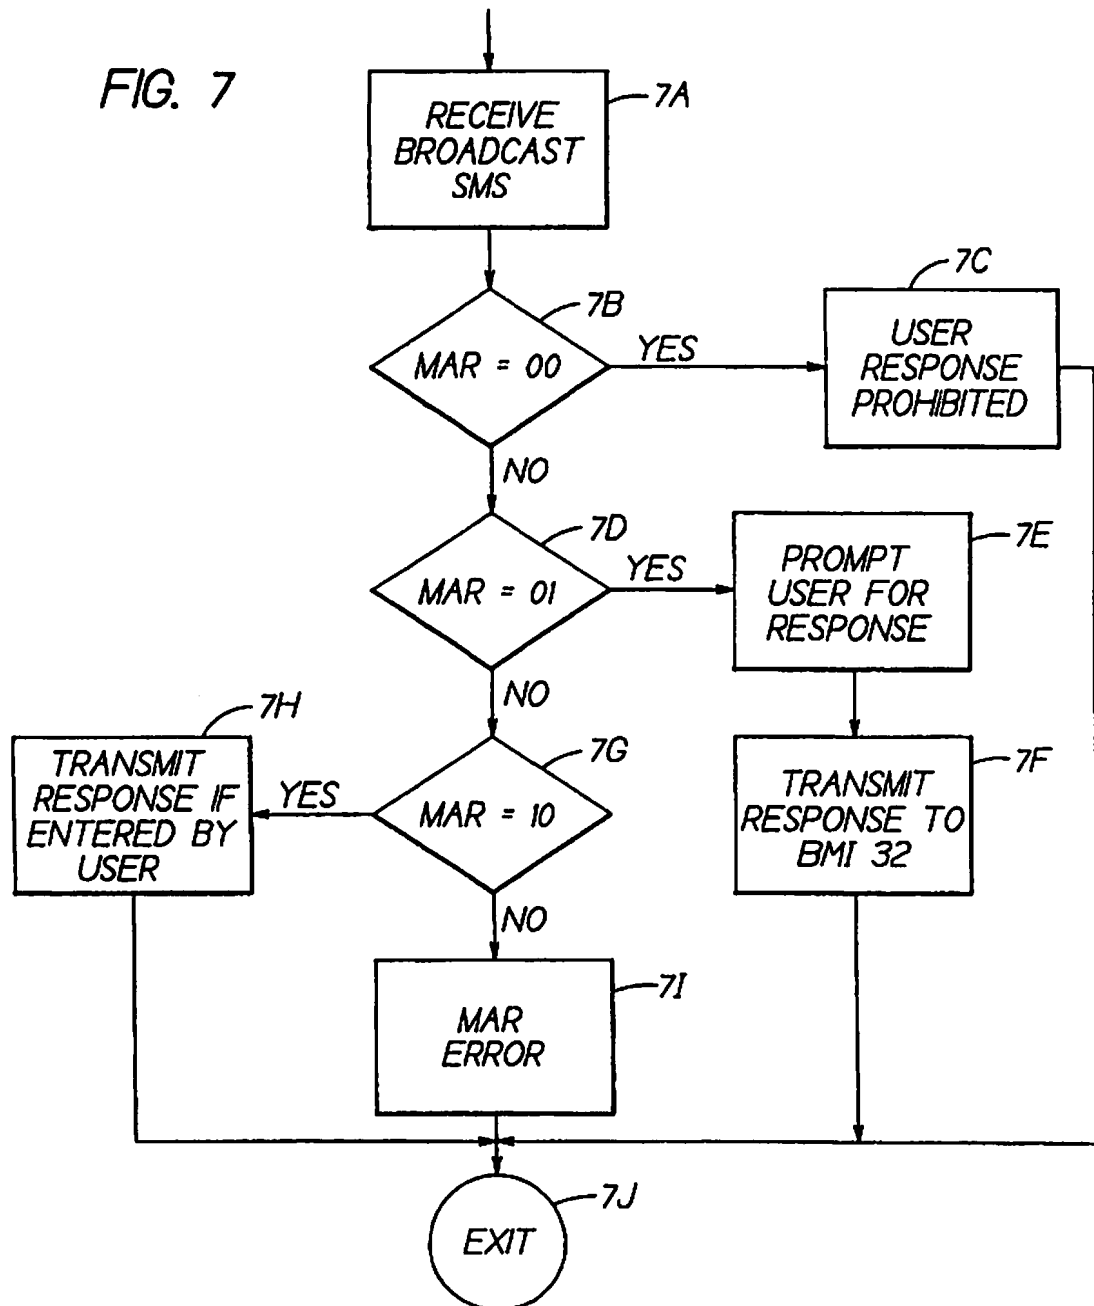 FIG. 7
7A
RECEIVE
BROADCAST
SMS
7B
MAR = 00
YES
7C
USER
RESPONSE
PROHIBITED
NO
7D
MAR = 01
YES
7E
PROMPT
USER FOR
RESPONSE
NO
7H
TRANSMIT
RESPONSE IF
ENTERED BY
USER
YES
7G
MAR = 10
7F
TRANSMIT
RESPONSE TO
BMI 32
NO
7I
MAR
ERROR
7J
EXIT